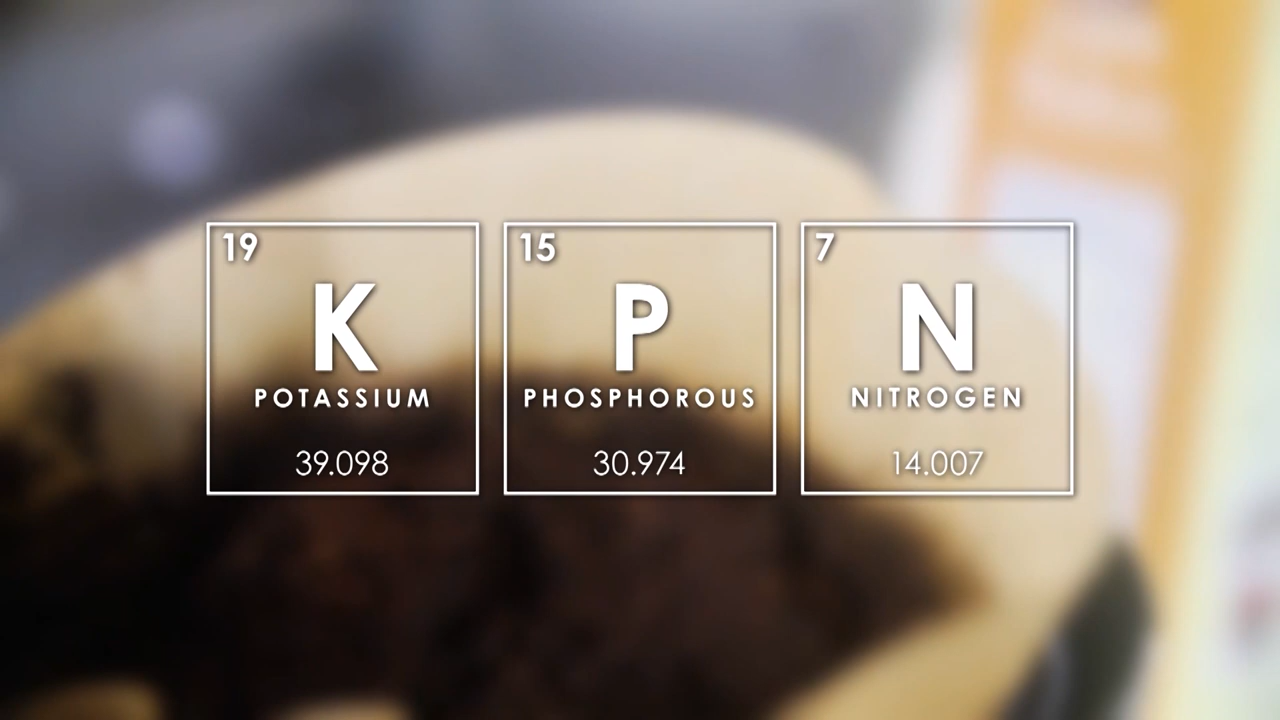 19 15 7
K P N
POTASSIUM PHOSPHOROUS NITROGEN
39.098 30.974 14.007